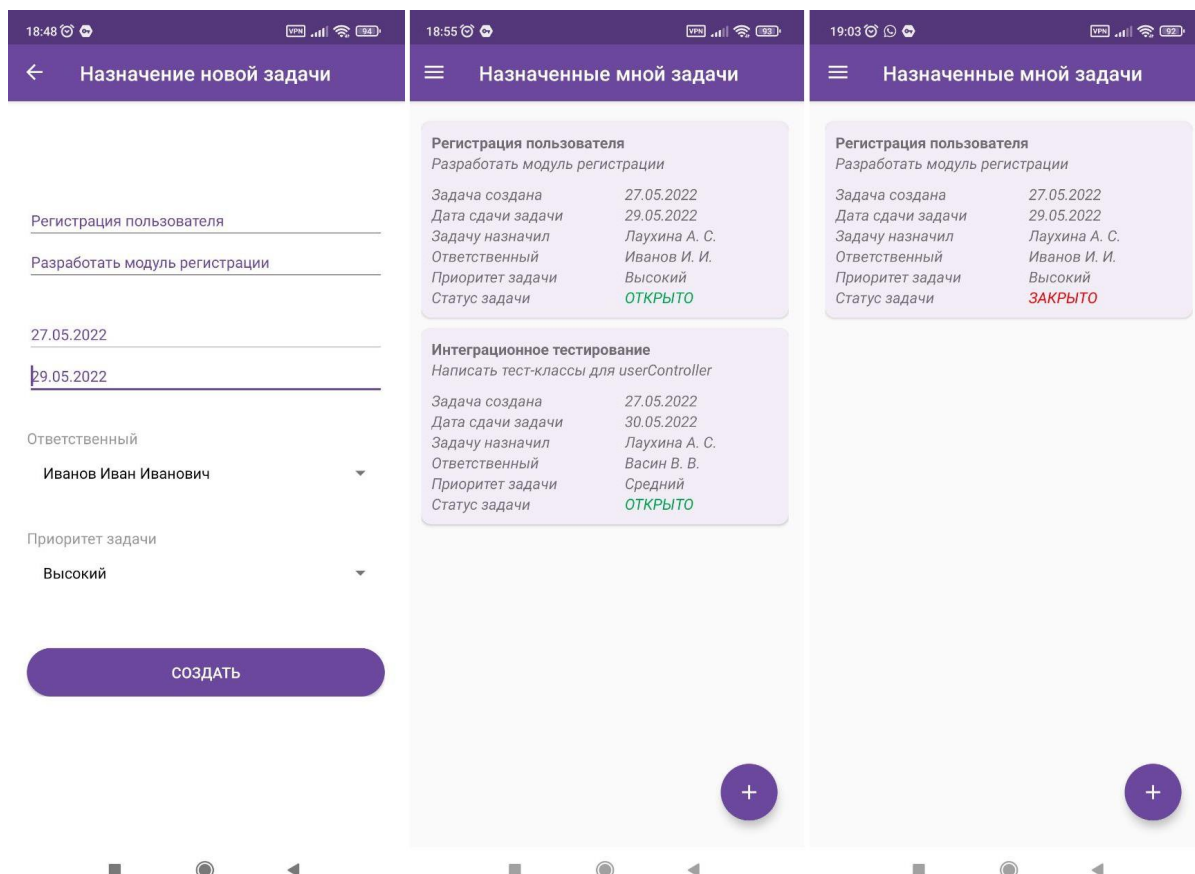 18:48
VPN
94
Назначение новой задачи
Регистрация пользователя
Разработать модуль регистрации
27.05.2022
29.05.2022
Ответственный
Иванов Иван Иванович
Приоритет задачи
Высокий
СОЗДАТЬ
18:55
VPN
93
Назначенные мной задачи
Регистрация пользователя
Разработать модуль регистрации
Задача создана 27.05.2022
Дата сдачи задачи 29.05.2022
Задачу назначил Лаухина А. С.
Ответственный Иванов И. И.
Приоритет задачи Высокий
Статус задачи ОТКРЫТО
Интеграционное тестирование
Написать тест-классы для userController
Задача создана 27.05.2022
Дата сдачи задачи 30.05.2022
Задачу назначил Лаухина А. С.
Ответственный Васин В. В.
Приоритет задачи Средний
Статус задачи ОТКРЫТО
+
19:03
VPN
92
Назначенные мной задачи
Регистрация пользователя
Разработать модуль регистрации
Задача создана 27.05.2022
Дата сдачи задачи 29.05.2022
Задачу назначил Лаухина А. С.
Ответственный Иванов И. И.
Приоритет задачи Высокий
Статус задачи ЗАКРЫТО
+